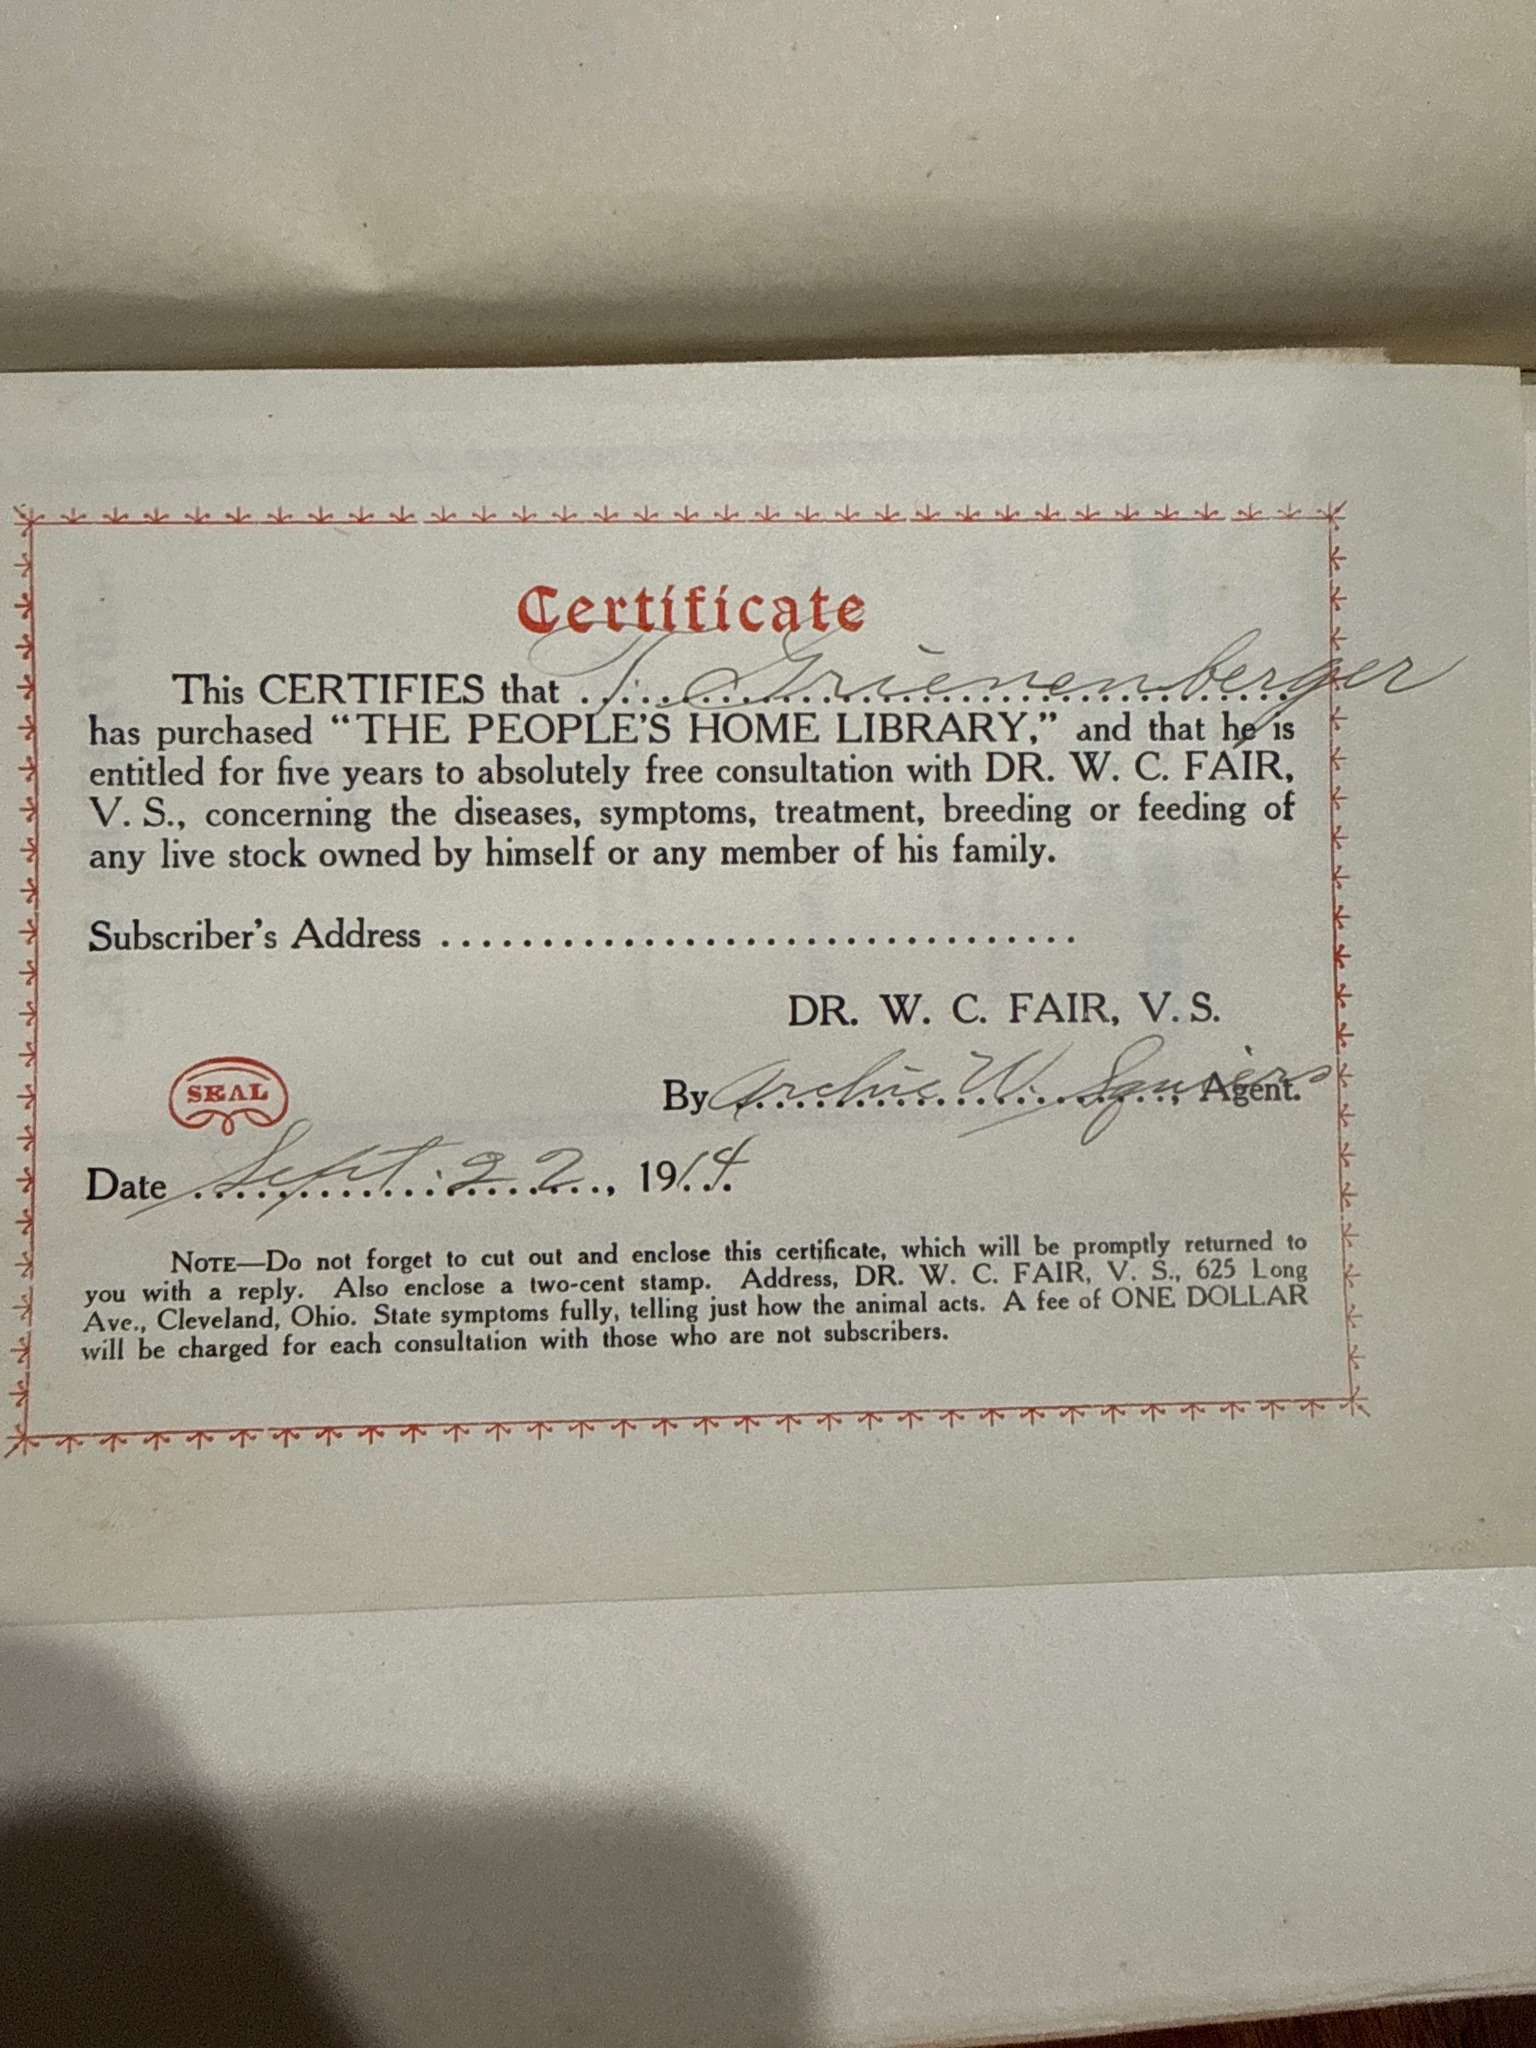 Certificate
This CERTIFIES that .......... Grienenberger
has purchased "THE PEOPLE'S HOME LIBRARY," and that he is
entitled for five years to absolutely free consultation with DR. W. C. FAIR,
V. S., concerning the diseases, symptoms, treatment, breeding or feeding of
any live stock owned by himself or any member of his family.
Subscriber's Address ................................
DR. W. C. FAIR, V. S.
SEAL
By Archie W. Squiers, Agent.
Date Sept. 22, 1914
NOTE—Do not forget to cut out and enclose this certificate, which will be promptly returned to
you with a reply. Also enclose a two-cent stamp. Address, DR. W. C. FAIR, V. S., 625 Long
Ave., Cleveland, Ohio. State symptoms fully, telling just how the animal acts. A fee of ONE DOLLAR
will be charged for each consultation with those who are not subscribers.